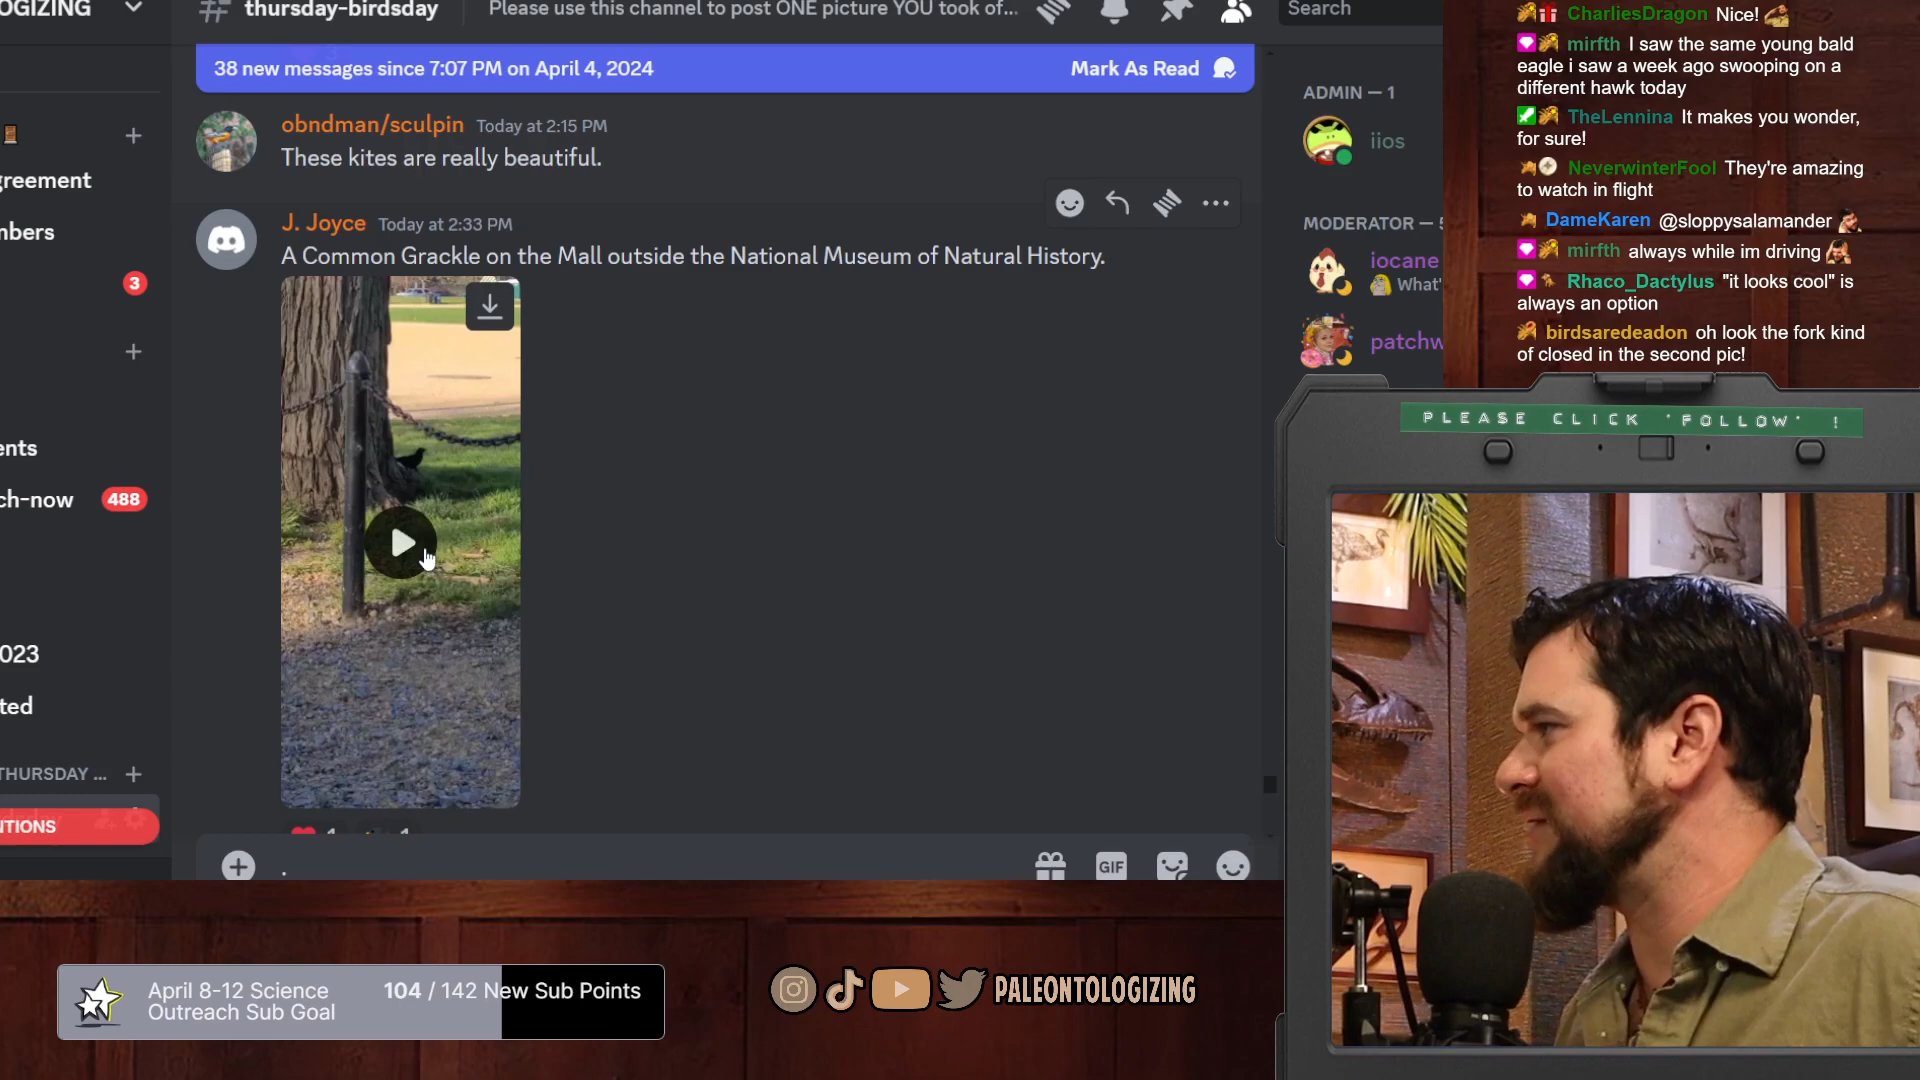 OGIZING
thursday-birdsday
Please use this channel to post ONE picture YOU took of...
Search
38 new messages since 7:07 PM on April 4, 2024
Mark As Read
obndman/sculpin Today at 2:15 PM
These kites are really beautiful.
J. Joyce Today at 2:33 PM
A Common Grackle on the Mall outside the National Museum of Natural History.
greement
mbers
3
ents
ch-now 488
023
ted
THURSDAY ...
NTIONS
1 1
.
GIF
ADMIN — 1
iios
MODERATOR — 5
iocane
What'
patchw
CharliesDragon Nice!
mirfth I saw the same young bald
eagle i saw a week ago swooping on a
different hawk today
TheLennina It makes you wonder,
for sure!
NeverwinterFool They're amazing
to watch in flight
DameKaren @sloppysalamander
mirfth always while im driving
Rhaco_Dactylus "it looks cool" is
always an option
birdsaredeadon oh look the fork kind
of closed in the second pic!
PLEASE CLICK "FOLLOW" !
April 8-12 Science
Outreach Sub Goal
104 / 142 New Sub Points
PALEONTOLOGIZING